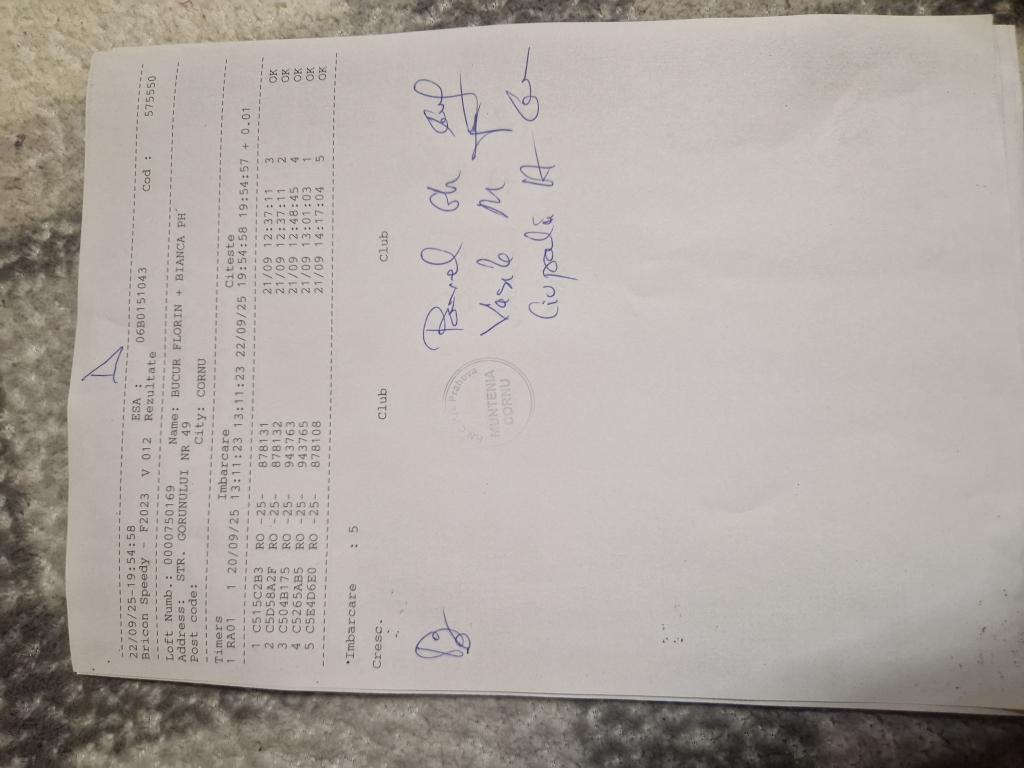 22/09/25-19:54:58 ESA : 06B0151043 Cod : 575550
Bricon Speedy - F2023 V 012 Rezultate
Loft Numb.: 0000750169 Name: BUCUR FLORIN + BIANCA PH
Address: STR. GORUNULUI NR 49
Post code: City: CORNU
Timers Imbarcare Citeste
1 RA01 1 20/09/25 13:11:23 13:11:23 22/09/25 19:54:58 19:54:57 + 0.01
1 C515C2B3 RO -25- 878131 21/09 12:37:11 3 OK
2 C5D58A2F RO -25- 878132 21/09 12:37:11 2 OK
3 C504B175 RO -25- 943763 21/09 12:48:45 4 OK
4 C5265AB5 RO -25- 943765 21/09 13:01:03 1 OK
5 C5E4D6E0 RO -25- 878108 21/09 14:17:04 5 OK
Imbarcare : 5
Cresc. Club Club
Vasile M
Prahova
MUNTENIA
CORNU